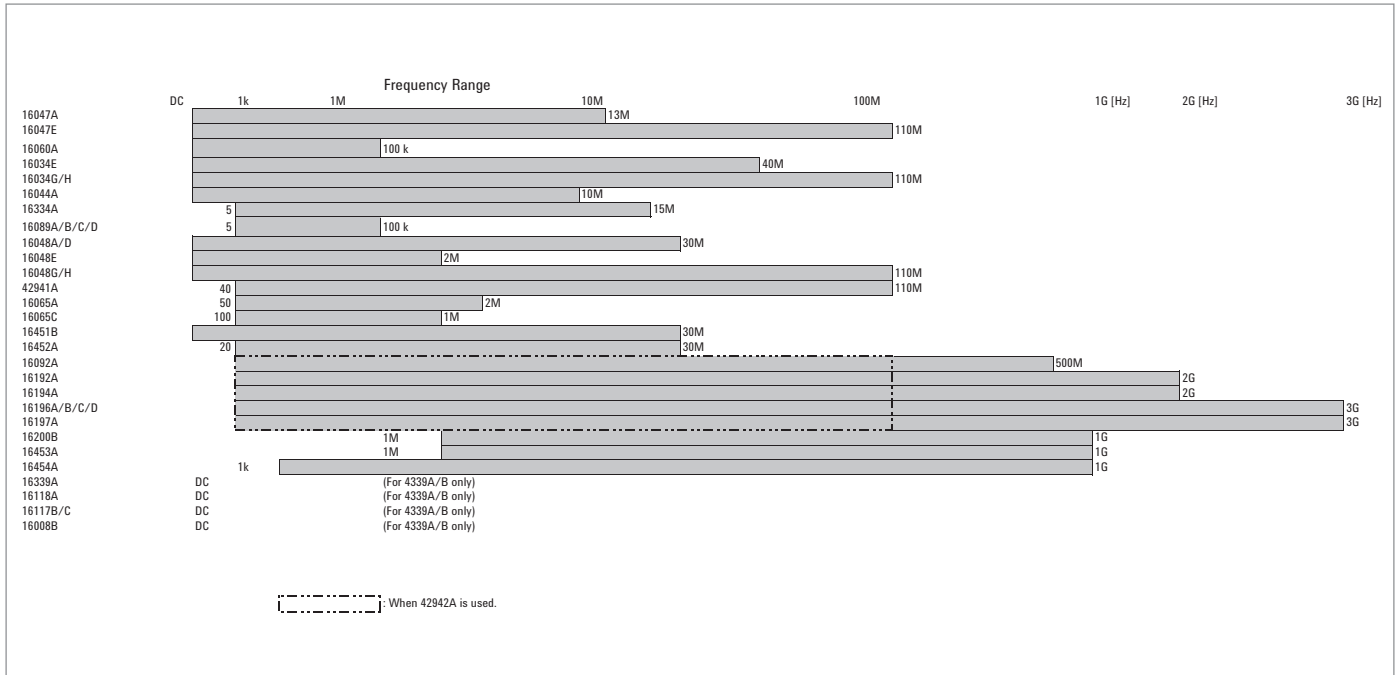 Frequency Range
DC 1k 1M 10M 100M 1G [Hz] 2G [Hz] 3G [Hz]
16047A 13M
16047E 110M
16060A 100 k
16034E 40M
16034G/H 110M
16044A 10M
16334A 5 15M
16089A/B/C/D 5 100 k
16048A/D 30M
16048E 2M
16048G/H 110M
42941A 40 110M
16065A 50 2M
16065C 100 1M
16451B 30M
16452A 20 30M
16092A 500M
16192A 2G
16194A 2G
16196A/B/C/D 3G
16197A 3G
16200B 1M 1G
16453A 1M 1G
16454A 1k 1G
16339A DC (For 4339A/B only)
16118A DC (For 4339A/B only)
16117B/C DC (For 4339A/B only)
16008B DC (For 4339A/B only)
: When 42942A is used.